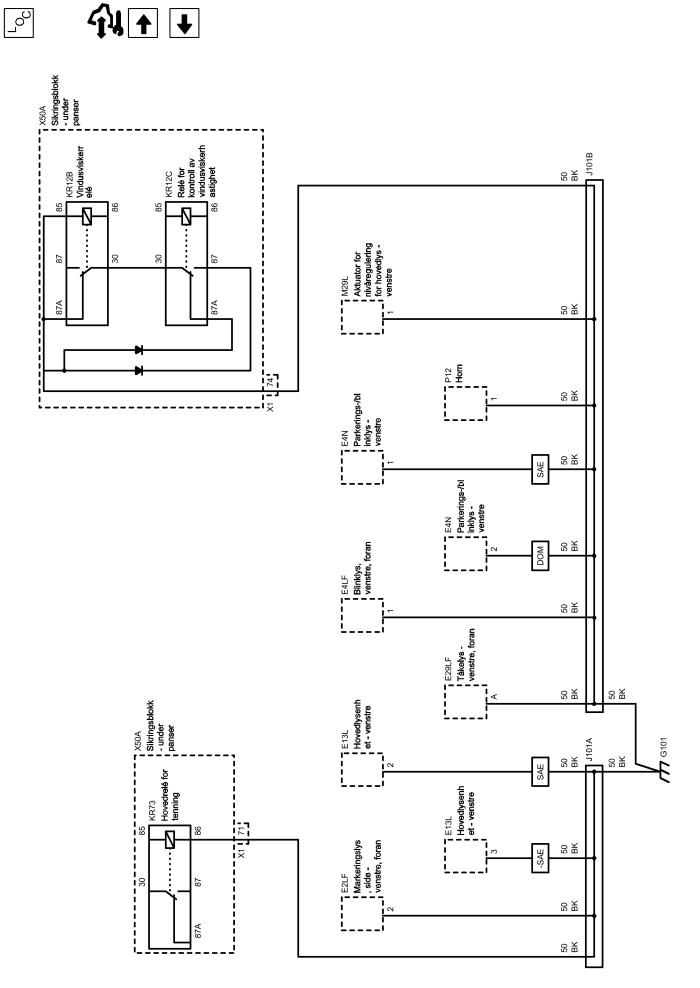 LOC
X50A
Sikringsblokk
- under
panser
KR12B
Vindusviskerr
elé
85
86
87
30
87A
KR12C
Relé for
kontroll av
vindusviskerh
astighet
85
86
30
87
87A
X1
74
50
BK
J101B
M29L
Aktuator for
nivåregulering
for hovedlys -
venstre
1
50
BK
P12
Horn
1
50
BK
E4N
Parkerings-/bl
inklys -
venstre
1
SAE
50
BK
E4N
Parkerings-/bl
inklys -
venstre
2
DOM
50
BK
E4LF
Blinklys,
venstre, foran
1
50
BK
E29LF
Tåkelys -
venstre, foran
A
50
BK
50
BK
X50A
Sikringsblokk
- under
panser
KR73
Hovedrelé for
tenning
85
86
30
87
87A
X1
71
E13L
Hovedlysenh
et - venstre
2
SAE
50
BK
J101A
50
BK
G101
E13L
Hovedlysenh
et - venstre
3
-SAE
50
BK
E2LF
Markeringslys
- side -
venstre, foran
2
50
BK
50
BK